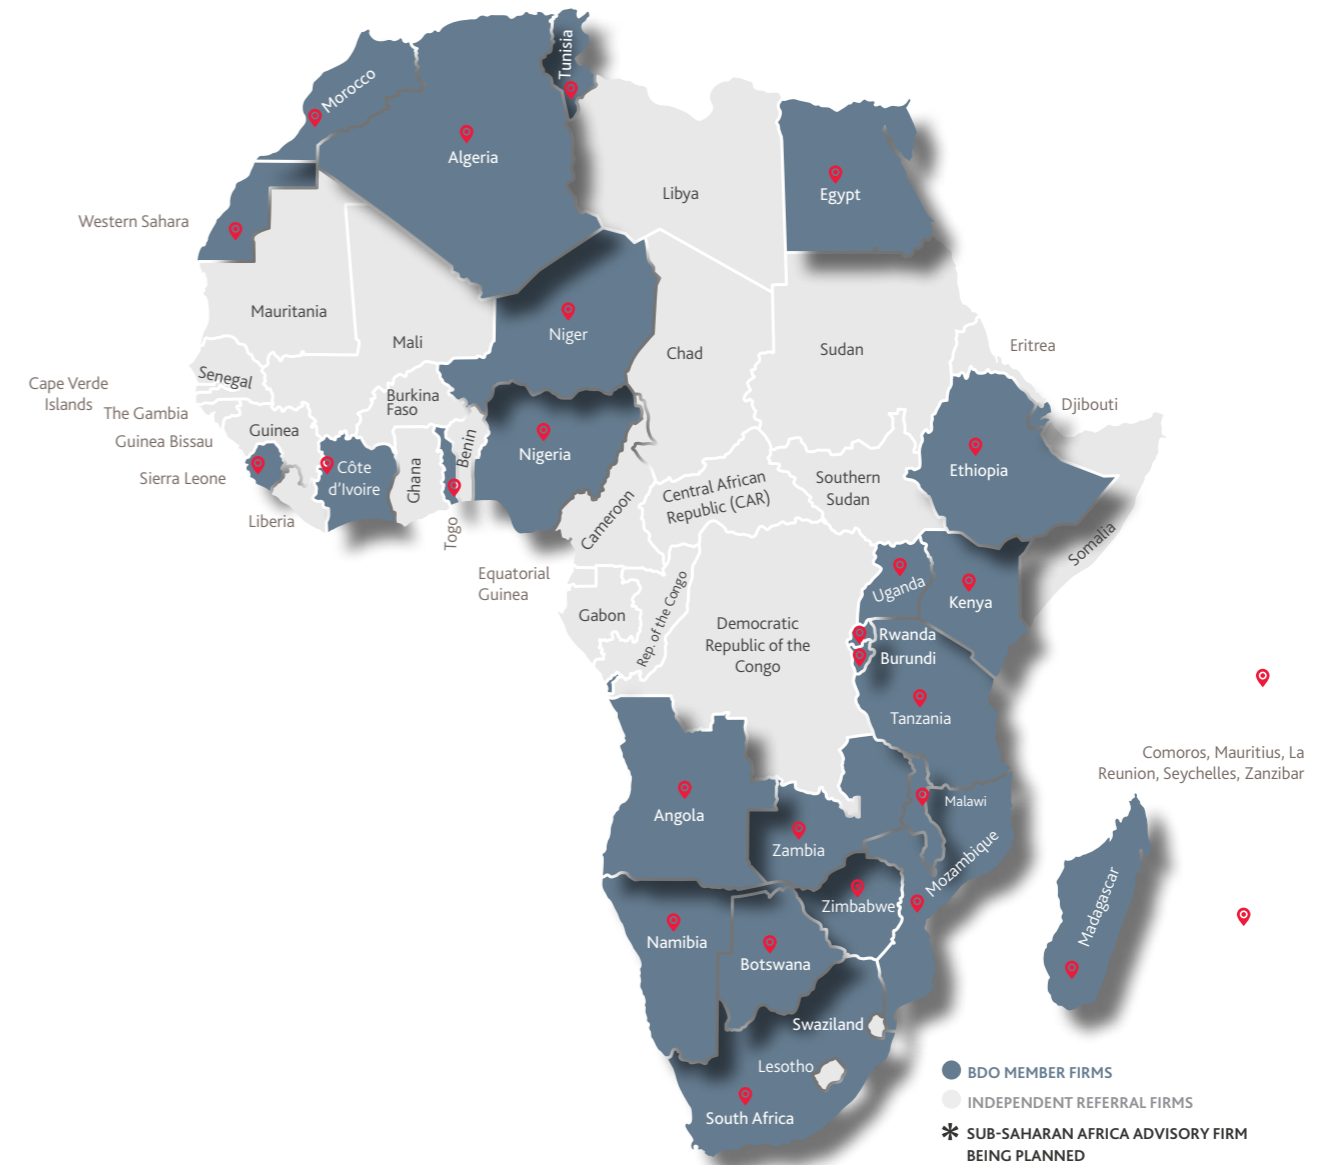 Tunisia
Morocco
Algeria
Libya
Egypt
Western Sahara
Mauritania
Mali
Niger
Chad
Sudan
Eritrea
Senegal
Cape Verde
Islands
Burkina
Faso
The Gambia
Djibouti
Guinea
Guinea Bissau
Benin
Nigeria
Ethiopia
Sierra Leone
Côte
d'Ivoire
Ghana
Central African
Republic (CAR)
Southern
Sudan
Liberia
Togo
Cameroon
Somalia
Equatorial
Guinea
Uganda
Kenya
Gabon
Rep. of the Congo
Democratic
Republic of the
Congo
Rwanda
Burundi
Tanzania
Comoros, Mauritius, La
Reunion, Seychelles, Zanzibar
Angola
Malawi
Zambia
Mozambique
Zimbabwe
Madagascar
Namibia
Botswana
Swaziland
Lesotho
South Africa
BDO MEMBER FIRMS
INDEPENDENT REFERRAL FIRMS
* SUB-SAHARAN AFRICA ADVISORY FIRM
BEING PLANNED